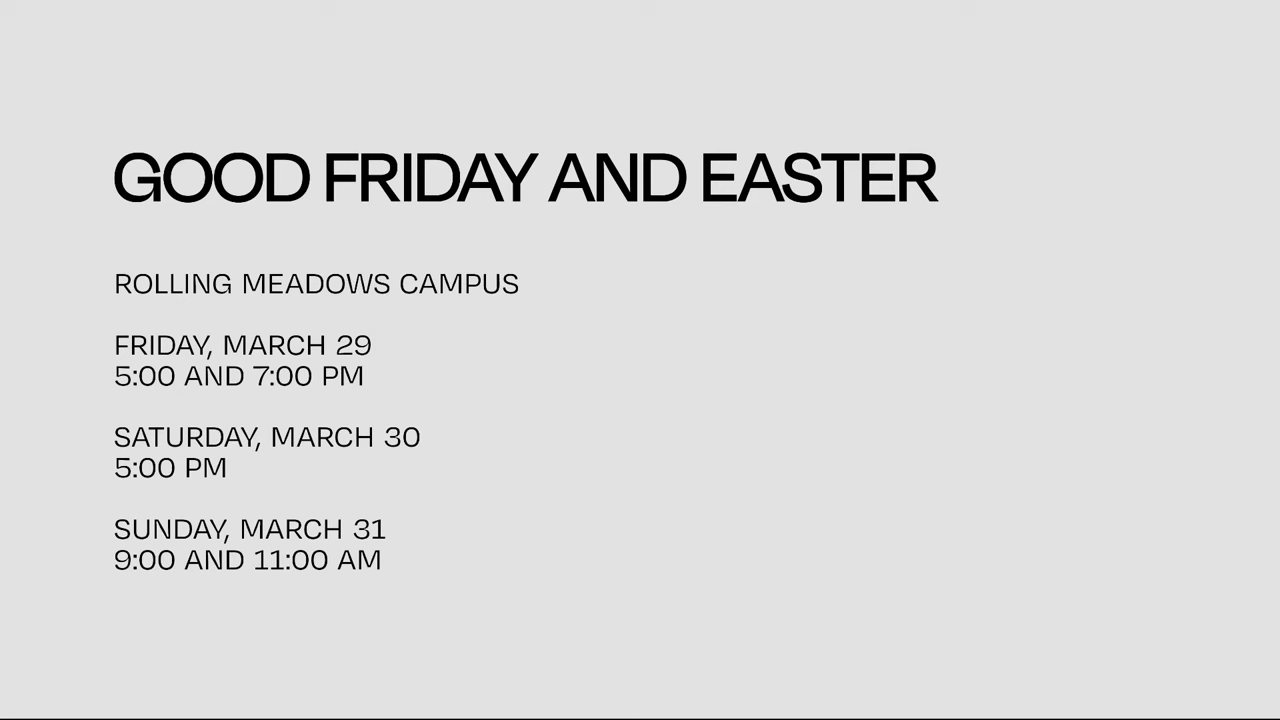 GOOD FRIDAY AND EASTER
ROLLING MEADOWS CAMPUS
FRIDAY, MARCH 29
5:00 AND 7:00 PM
SATURDAY, MARCH 30
5:00 PM
SUNDAY, MARCH 31
9:00 AND 11:00 AM